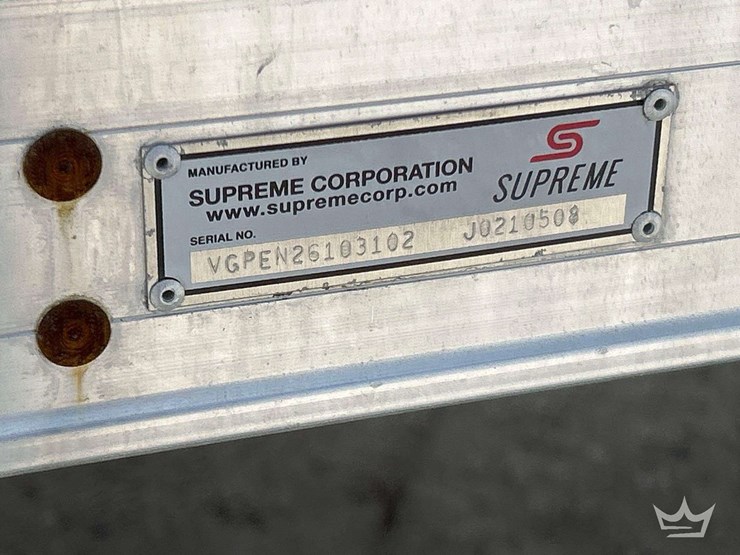 MANUFACTURED BY
SUPREME CORPORATION
www.supremecorp.com
SUPREME
SERIAL NO.
VGPEN26103102 J0210508